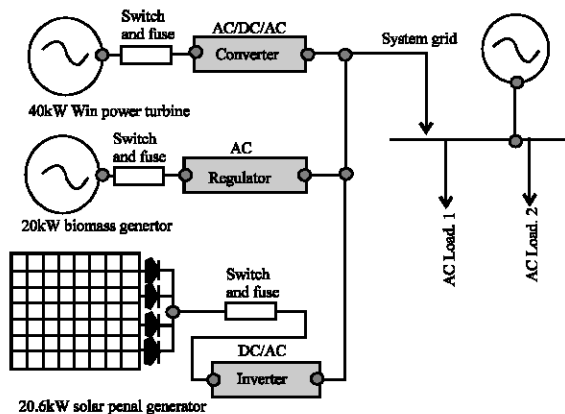 Switch
and fuse
AC/DC/AC
Converter
System grid
40kW Win power turbine
Switch
and fuse
AC
Regulator
20kW biomass genertor
AC Load. 1
AC Load. 2
Switch
and fuse
DC/AC
Inverter
20.6kW solar penal generator